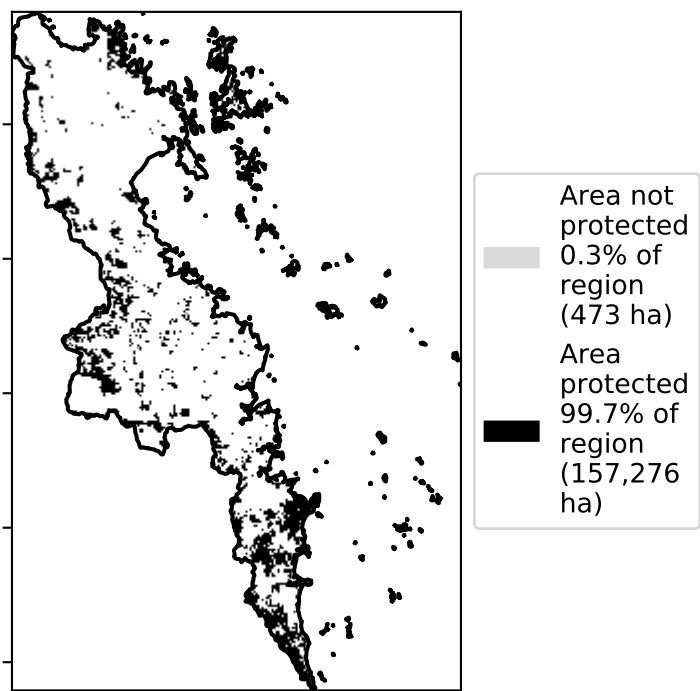 Area not
protected
0.3% of
region
(473 ha)
Area
protected
99.7% of
region
(157,276
ha)